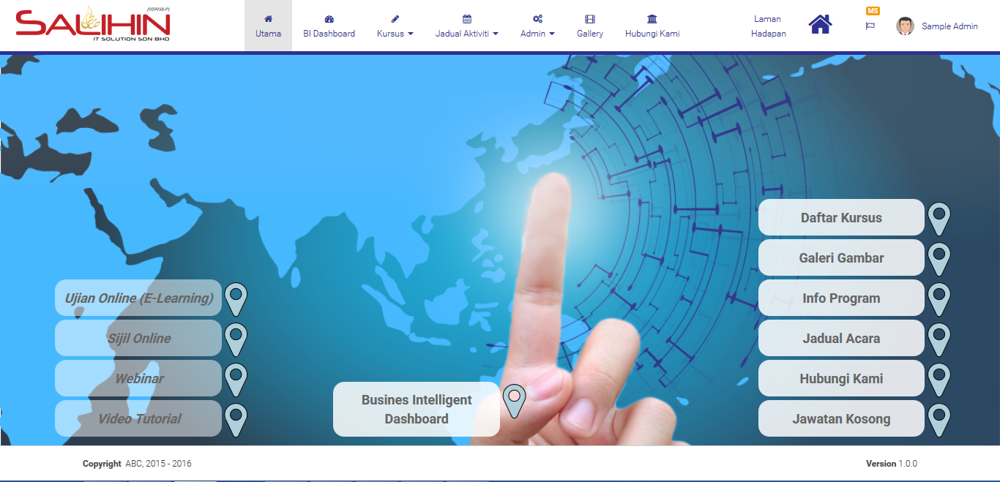 (929958-P)
SALIHIN
IT SOLUTION SDN BHD
Utama
BI Dashboard
Kursus
Jadual Aktiviti
Admin
Gallery
Hubungi Kami
Laman
Hadapan
MS
Sample Admin
Daftar Kursus
Galeri Gambar
Info Program
Jadual Acara
Hubungi Kami
Jawatan Kosong
Ujian Online (E-Learning)
Sijil Online
Webinar
Video Tutorial
Busines Intelligent
Dashboard
Copyright ABC, 2015 - 2016
Version 1.0.0